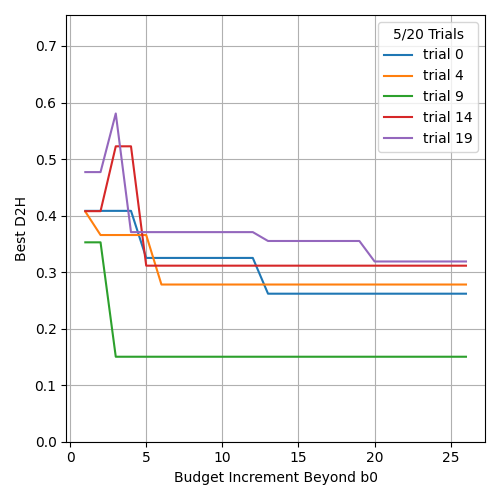 5/20 Trials
trial 0
trial 4
trial 9
trial 14
trial 19
Best D2H
0.7
0.6
0.5
0.4
0.3
0.2
0.1
0.0
0 5 10 15 20 25
Budget Increment Beyond b0